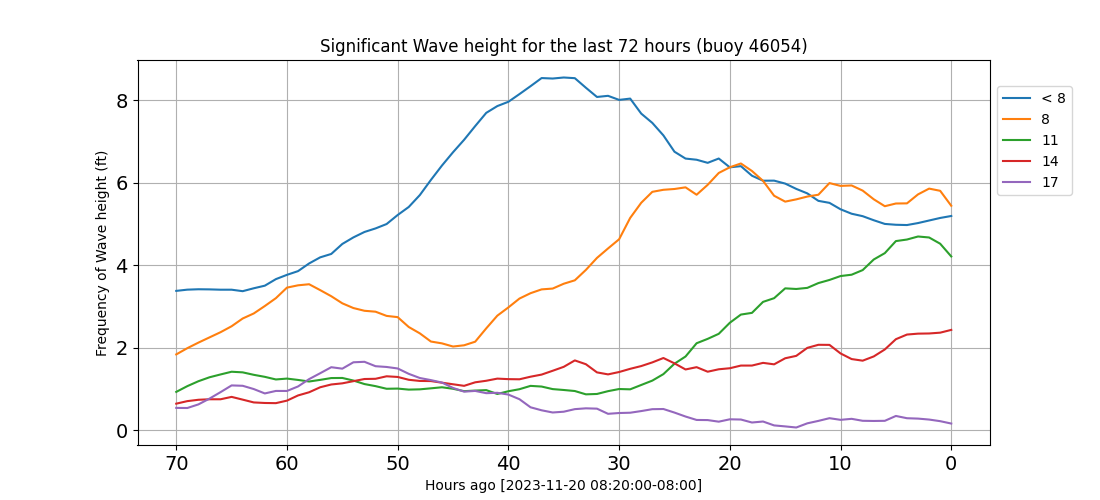 Significant Wave height for the last 72 hours (buoy 46054)
Frequency of Wave height (ft)
8
6
4
2
0
70 60 50 40 30 20 10 0
Hours ago [2023-11-20 08:20:00-08:00]
< 8
8
11
14
17